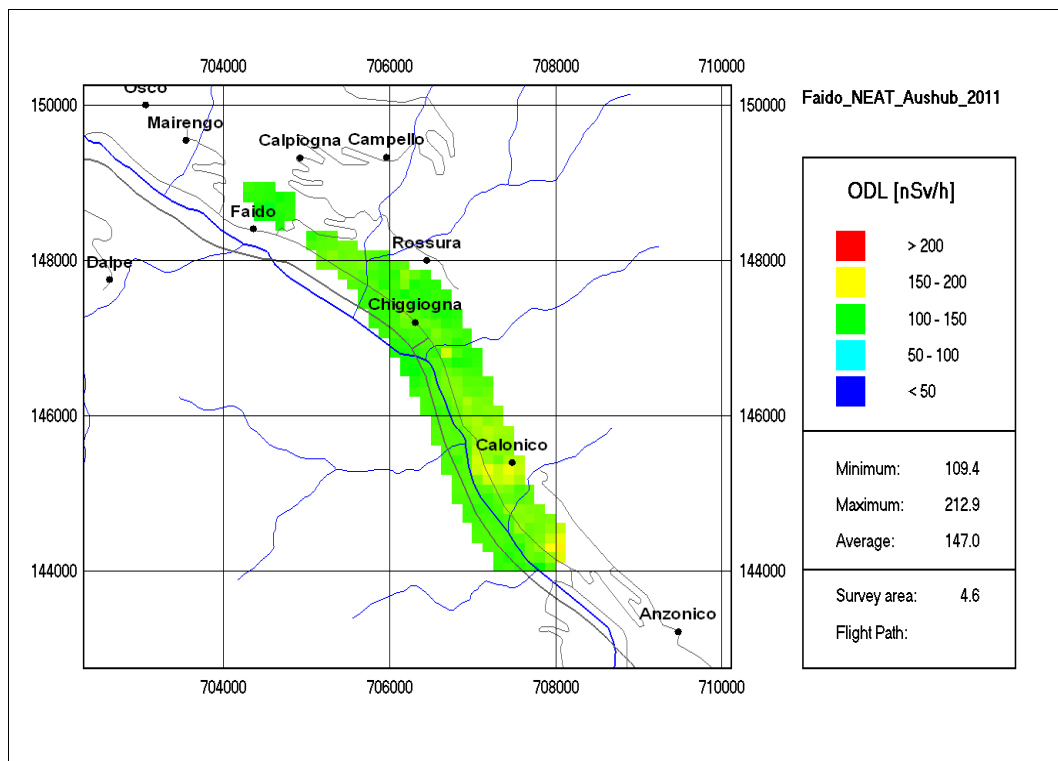 704000 706000 708000 710000
Faido_NEAT_Aushub_2011
150000 Osco 150000
Mairengo
Calpiogna Campello
Faido
Rossura
148000 148000
Dalpe
Chiggiogna
146000 146000
Calonico
144000 144000
Anzonico
704000 706000 708000 710000
ODL [nSv/h]
> 200
150 - 200
100 - 150
50 - 100
< 50
Minimum: 109.4
Maximum: 212.9
Average: 147.0
Survey area: 4.6
Flight Path: